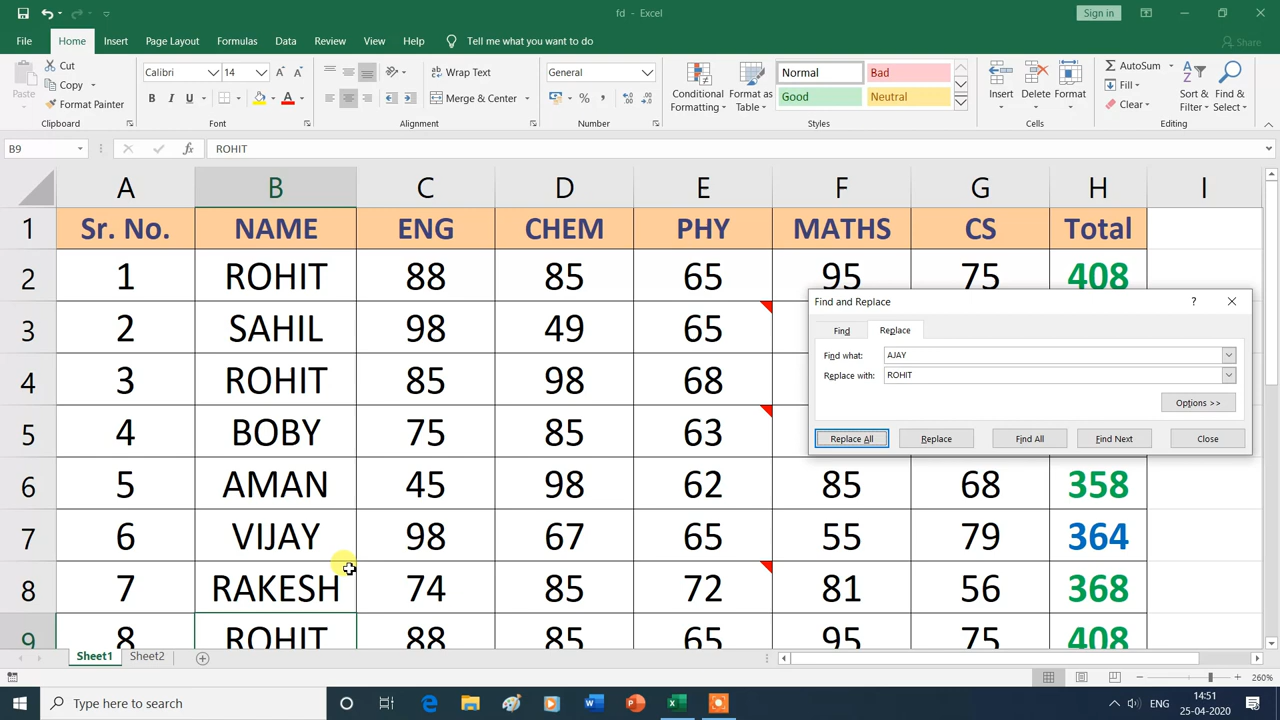 fd - Excel
Sign in
File Home Insert Page Layout Formulas Data Review View Help Tell me what you want to do Share
Paste
Cut
Copy
Format Painter
Clipboard
Calibri 14
B I U
Font
Wrap Text
Merge & Center
Alignment
General
Number
Conditional Formatting
Format as Table
Normal Bad
Good Neutral
Styles
Insert Delete Format
Cells
AutoSum
Fill
Clear
Sort & Filter
Find & Select
Editing
B9 fx ROHIT
A B C D E F G H I
1 Sr. No. NAME ENG CHEM PHY MATHS CS Total
2 1 ROHIT 88 85 65 95 75 408
3 2 SAHIL 98 49 65
4 3 ROHIT 85 98 68
5 4 BOBY 75 85 63
6 5 AMAN 45 98 62 85 68 358
7 6 VIJAY 98 67 65 55 79 364
8 7 RAKESH 74 85 72 81 56 368
9 8 ROHIT 88 85 65 95 75 408
Find and Replace ?
Find Replace
Find what: AJAY
Replace with: ROHIT
Options >>
Replace All Replace Find All Find Next Close
Sheet1 Sheet2
260%
Type here to search
ENG
14:51
25-04-2020